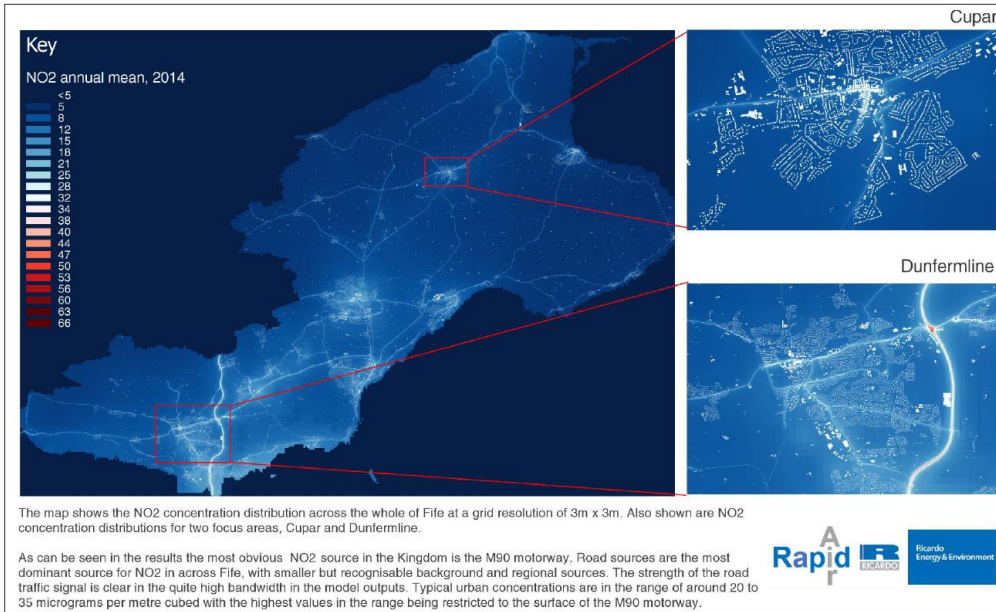 Cupar
Key
NO2 annual mean, 2014
<5
5
8
12
15
18
21
25
28
32
34
38
40
44
47
50
53
56
60
63
66
Dunfermline
The map shows the NO2 concentration distribution across the whole of Fife at a grid resolution of 3m x 3m. Also shown are NO2
concentration distributions for two focus areas, Cupar and Dunfermline.
As can be seen in the results the most obvious NO2 source in the Kingdom is the M90 motorway. Road sources are the most
dominant source for NO2 in across Fife, with smaller but recognisable background and regional sources. The strength of the road
traffic signal is clear in the quite high bandwidth in the model outputs. Typical urban concentrations are in the range of around 20 to
35 micrograms per metre cubed with the highest values in the range being restricted to the surface of the M90 motorway.
Rapid
Air
RICARDO
Ricardo
Energy & Environment